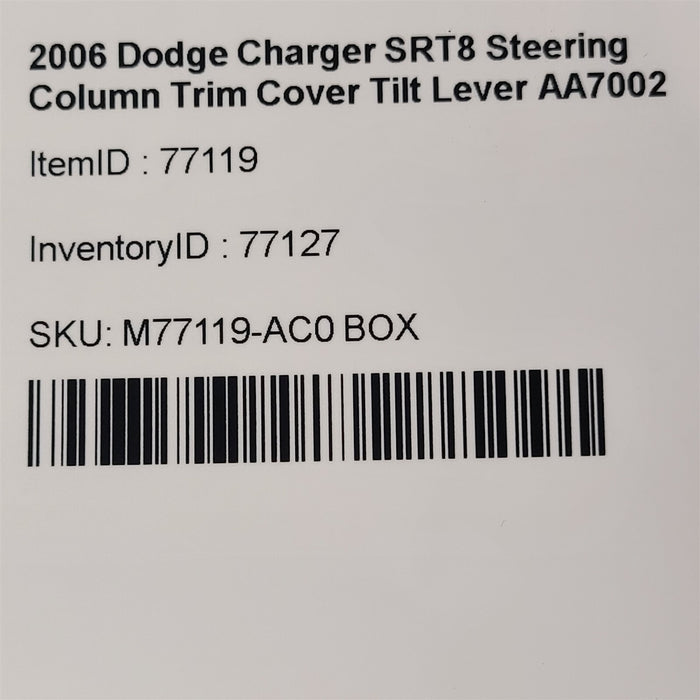 2006 Dodge Charger SRT8 Steering
Column Trim Cover Tilt Lever AA7002
ItemID : 77119
InventoryID : 77127
SKU: M77119-AC0 BOX